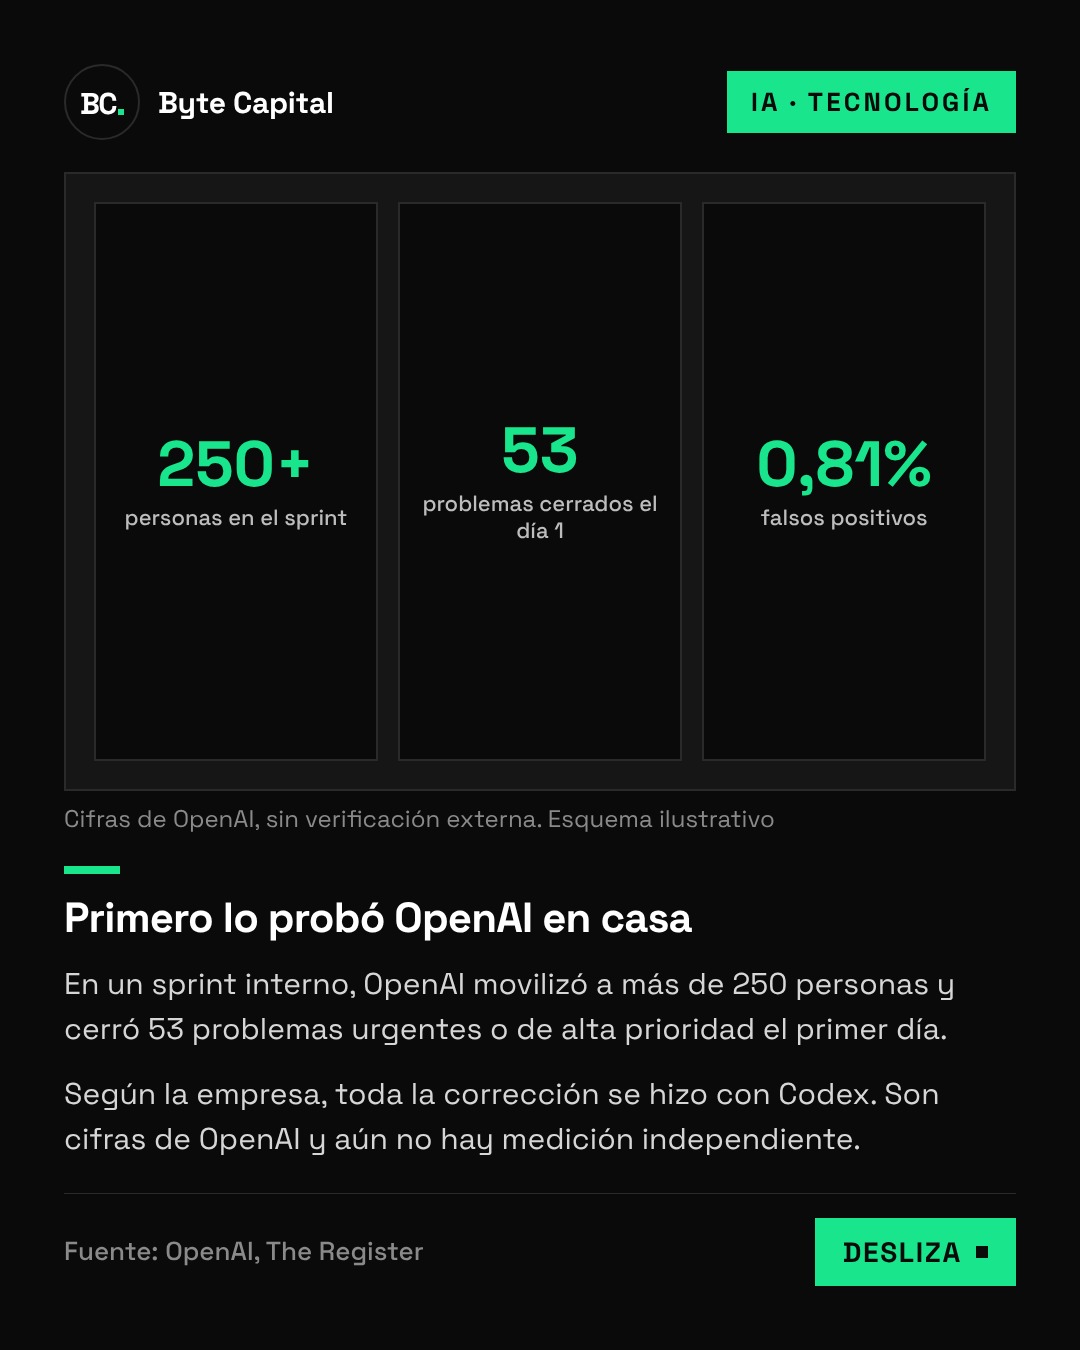 BC.
Byte Capital
IA · TECNOLOGÍA
250+
personas en el sprint
53
problemas cerrados el
día 1
0,81%
falsos positivos
Cifras de OpenAI, sin verificación externa. Esquema ilustrativo
Primero lo probó OpenAI en casa
En un sprint interno, OpenAI movilizó a más de 250 personas y
cerró 53 problemas urgentes o de alta prioridad el primer día.
Según la empresa, toda la corrección se hizo con Codex. Son
cifras de OpenAI y aún no hay medición independiente.
Fuente: OpenAI, The Register
DESLIZA